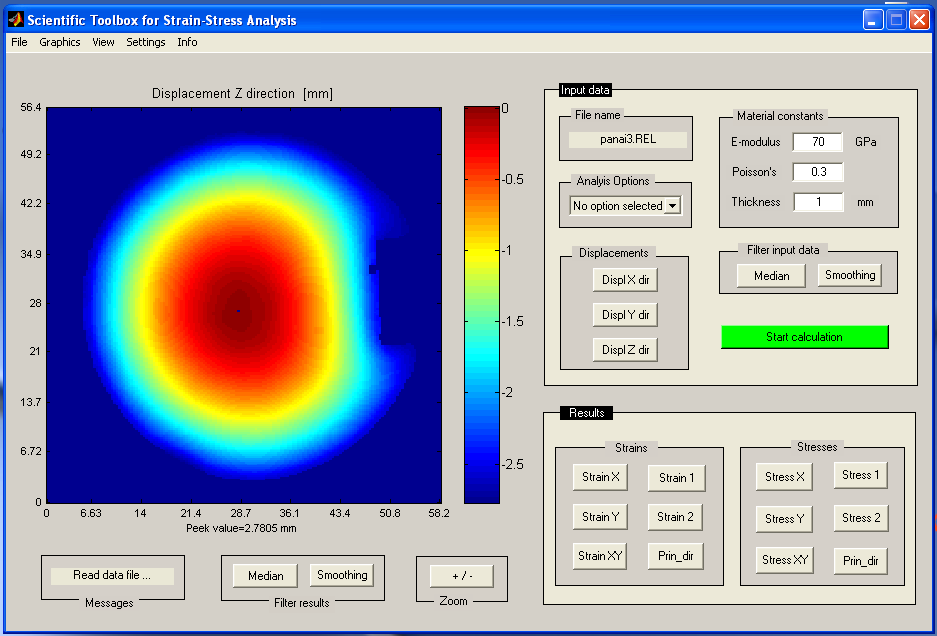 Scientific Toolbox for Strain-Stress Analysis
File Graphics View Settings Info
Displacement Z direction [mm]
56.4
49.2
42.2
34.9
28
21
13.7
6.72
0
0 6.63 14 21.4 28.7 36.1 43.4 50.8 58.2
Peek value=2.7805 mm
0
-0.5
-1
-1.5
-2
-2.5
Input data
File name
panai3.REL
Analyis Options
No option selected
Displacements
Displ X dir
Displ Y dir
Displ Z dir
Material constants
E-modulus 70 GPa
Poisson's 0.3
Thickness 1 mm
Filter input data
Median Smoothing
Start calculation
Results
Strains
Strain X Strain 1
Strain Y Strain 2
Strain XY Prin_dir
Stresses
Stress X Stress 1
Stress Y Stress 2
Stress XY Prin_dir
Read data file ...
Messages
Median Smoothing
Filter results
+ / -
Zoom